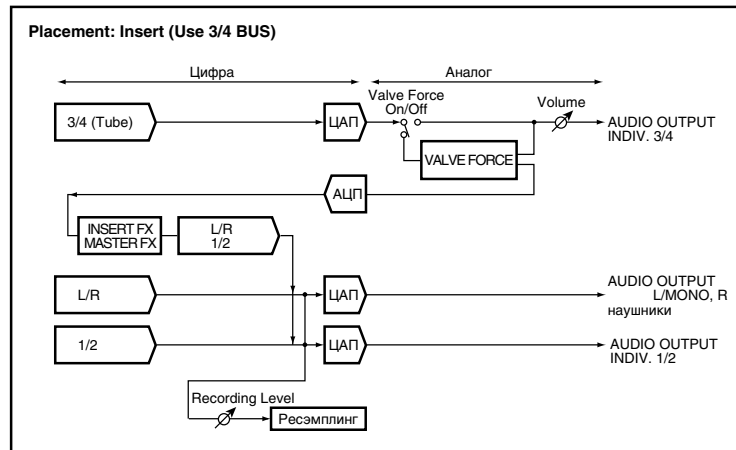 Placement: Insert (Use 3/4 BUS)
Цифра
Аналог
Valve Force
On/Off
Volume
3/4 (Tube)
ЦАП
AUDIO OUTPUT
INDIV. 3/4
VALVE FORCE
АЦП
INSERT FX
MASTER FX
L/R
1/2
L/R
ЦАП
AUDIO OUTPUT
L/MONO, R
наушники
1/2
ЦАП
AUDIO OUTPUT
INDIV. 1/2
Recording Level
Ресэмплинг